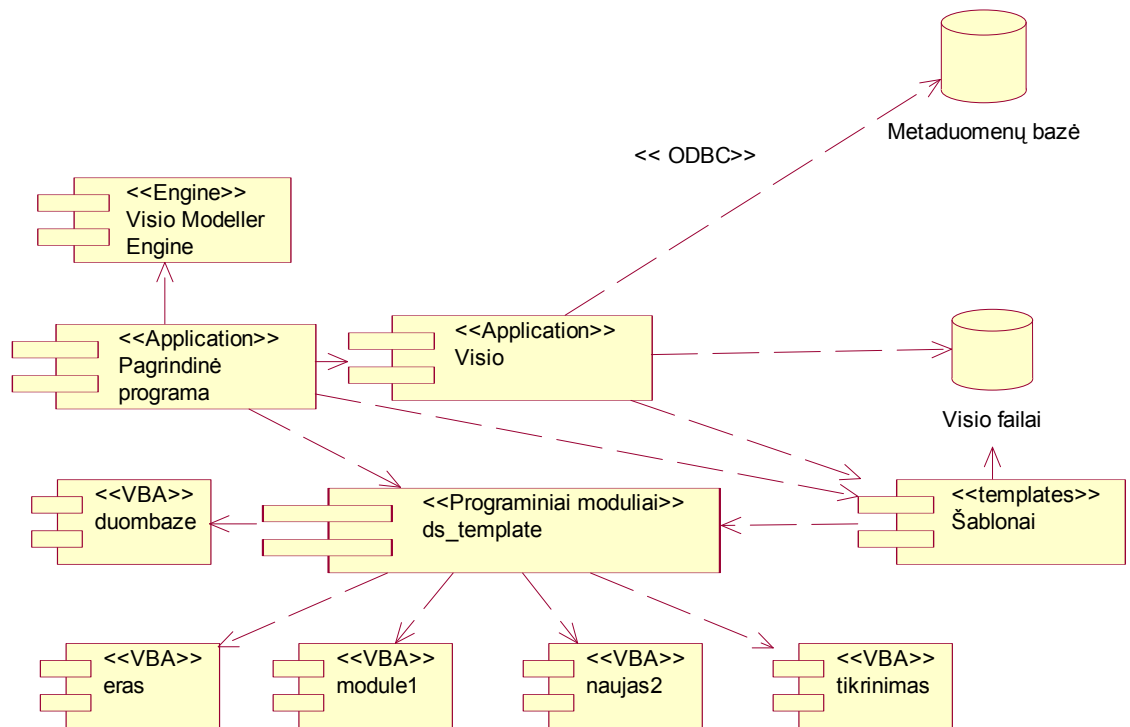 Metaduomenų bazė
<< ODBC>>
<<Engine>>
Visio Modeller
Engine
<<Application>>
Pagrindinė
programa
<<Application>>
Visio
Visio failai
<<VBA>>
duombaze
<<Programiniai moduliai>>
ds_template
<<templates>
Šablonai
<<VBA>>
eras
<<VBA>>
module1
<<VBA>>
naujas2
<<VBA>>
tikrinimas